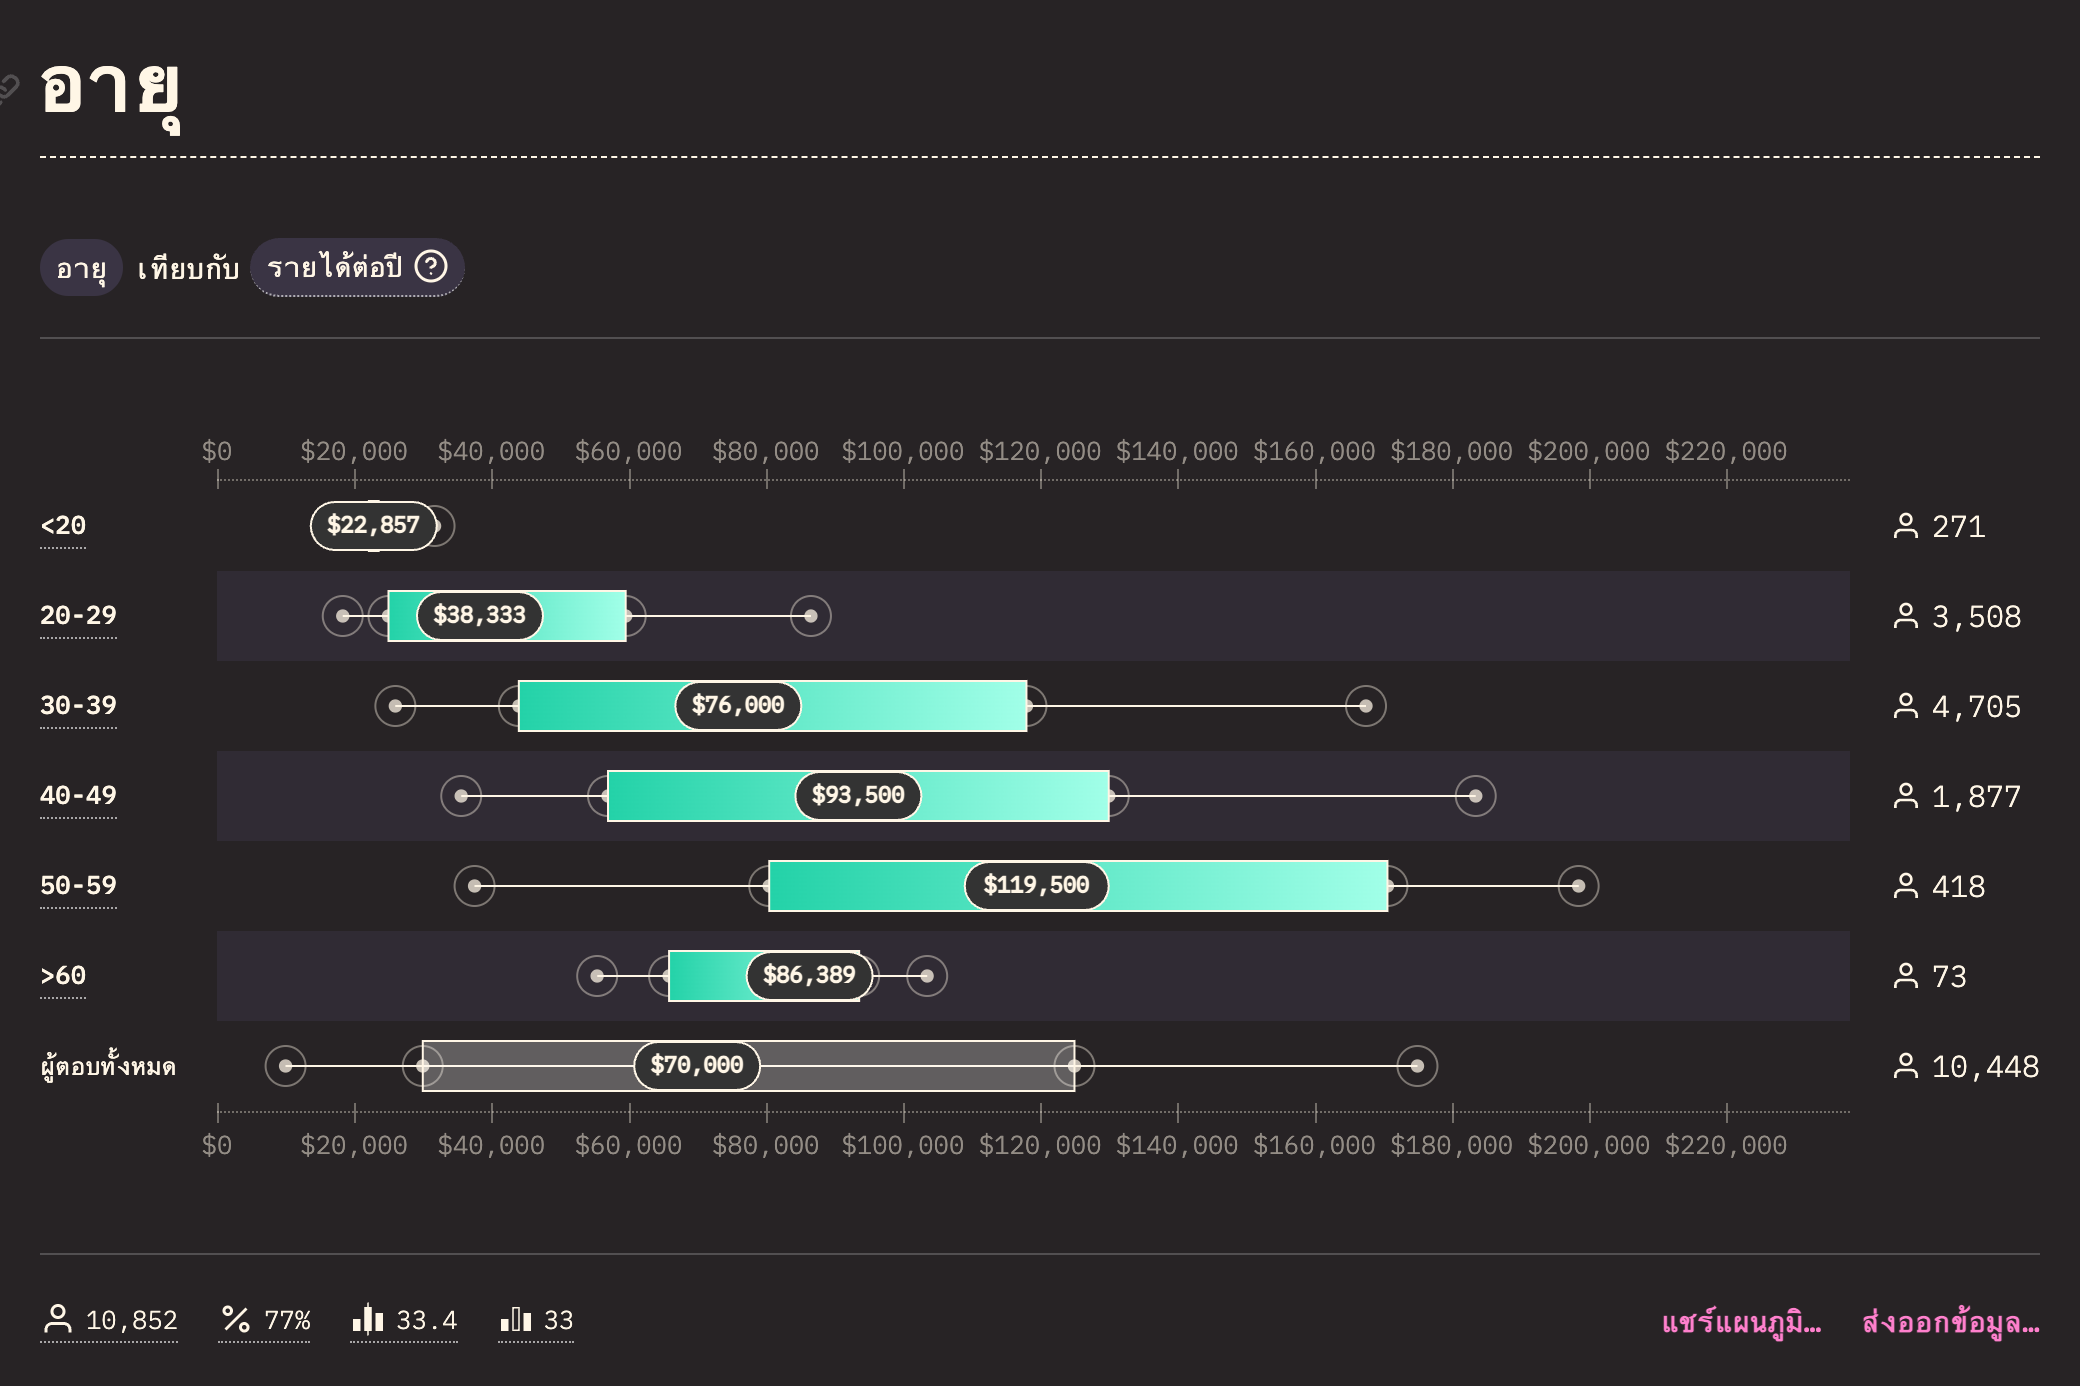 อายุ
อายุ เทียบกับ รายได้ต่อปี
$0 $20,000 $40,000 $60,000 $80,000 $100,000 $120,000 $140,000 $160,000 $180,000 $200,000 $220,000
<20 $22,857 271
20-29 $38,333 3,508
30-39 $76,000 4,705
40-49 $93,500 1,877
50-59 $119,500 418
>60 $86,389 73
ผู้ตอบทั้งหมด $70,000 10,448
$0 $20,000 $40,000 $60,000 $80,000 $100,000 $120,000 $140,000 $160,000 $180,000 $200,000 $220,000
10,852 77% 33.4 33 แชร์แผนภูมิ… ส่งออกข้อมูล…